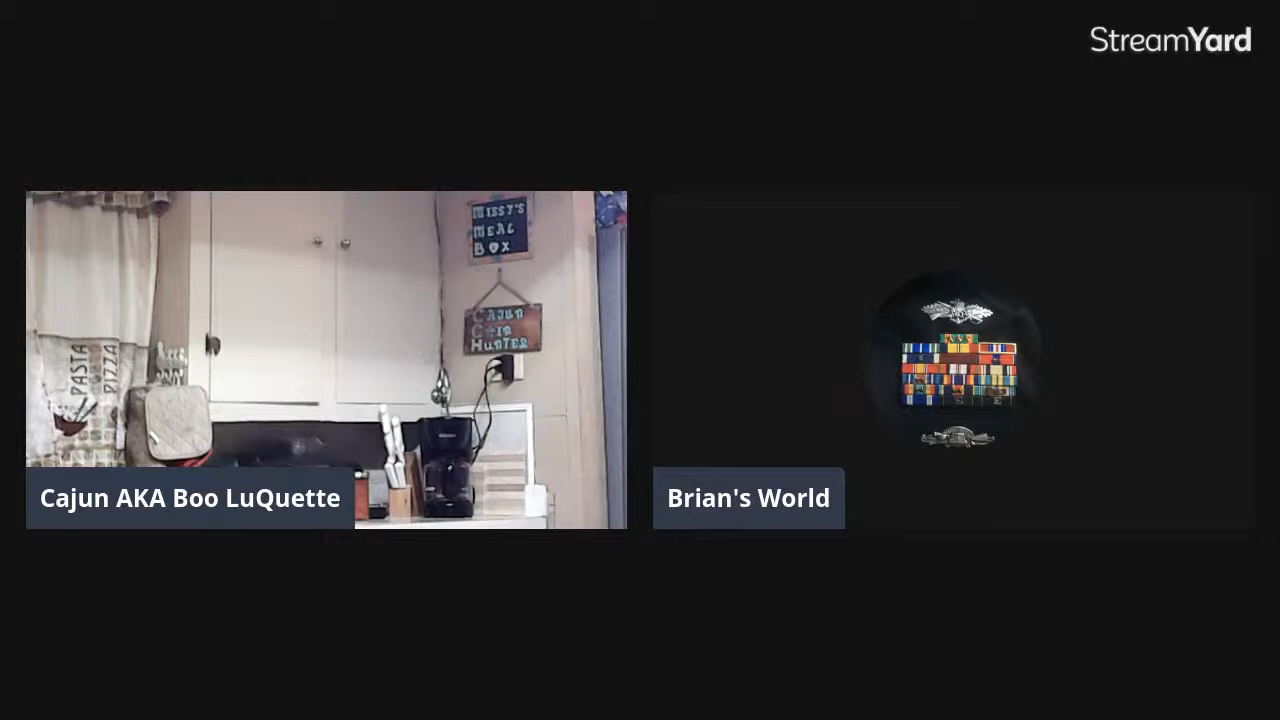 StreamYard
MISSY'S
MEAL
BOX
CAJUN
COIN
HUNTER
PASTA
PIZZA
Cajun AKA Boo LuQuette
Brian's World